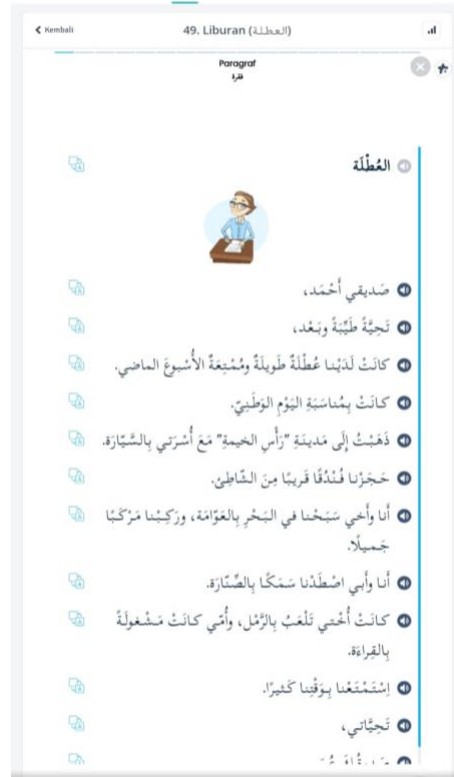 Kembali
49. Liburan (العطلة)
Paragraf
فقرة
العُطْلَة
صَديقي أَحْمَد،
تَحِيَّةً طَيِّبَةً وبَعْد،
كانَتْ لَدَيْنا عُطْلَةٌ طَويلَةٌ ومُمْتِعَةٌ الأُسْبوعَ الماضي.
كانَتْ بِمُناسَبَةِ اليَوْمِ الوَطَنِيّ.
ذَهَبْتُ إِلَى مَدينَةِ "رَأْسِ الخيمةِ" مَعَ أُسْرَتي بِالسَّيّارَة.
حَجَزْنا فُنْدُقًا قَريبًا مِنَ الشّاطِئ.
أَنا وأَخي سَبَحْنا في البَحْرِ بِالعَوّامَة، ورَكِبْنا مَرْكَبًا
جَميلًا.
أَنا وأَبي اصْطَدْنا سَمَكًا بِالصِّنّارَة.
كانَتْ أُخْتي تَلْعَبُ بِالرَّمْل، وأُمّي كانَتْ مَشْغولَةً
بِالقِراءَة.
اِسْتَمْتَعْنا بِوَقْتِنا كَثيرًا.
تَحِيَّاتي،